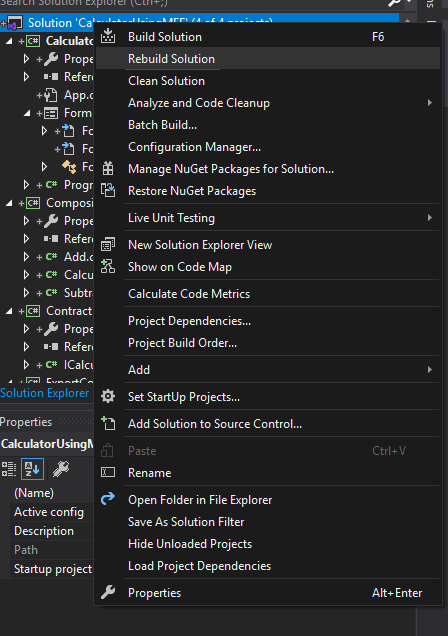 Search Solution Explorer (Ctrl+;)
Solution 'CalculatorUsingMEF' (4 of 4 projects)
Build Solution F6
Rebuild Solution
Clean Solution
Analyze and Code Cleanup
Batch Build...
Configuration Manager...
Manage NuGet Packages for Solution...
Restore NuGet Packages
Live Unit Testing
New Solution Explorer View
Show on Code Map
Calculate Code Metrics
Project Dependencies...
Project Build Order...
Add
Set StartUp Projects...
Add Solution to Source Control...
Paste Ctrl+V
Rename
Open Folder in File Explorer
Save As Solution Filter
Hide Unloaded Projects
Load Project Dependencies
Properties Alt+Enter
C# Calculator
Prope
Refere
App.c
Form
Fo
Fo
Fo
C# Progr
C# Composi
Prope
Refere
C# Add.c
C# Calcu
C# Subtra
C# Contract
Prope
Refere
C# ICalcu
C# ExportCo
Solution Explorer
Properties
CalculatorUsingM
(Name)
Active config
Description
Path
Startup project